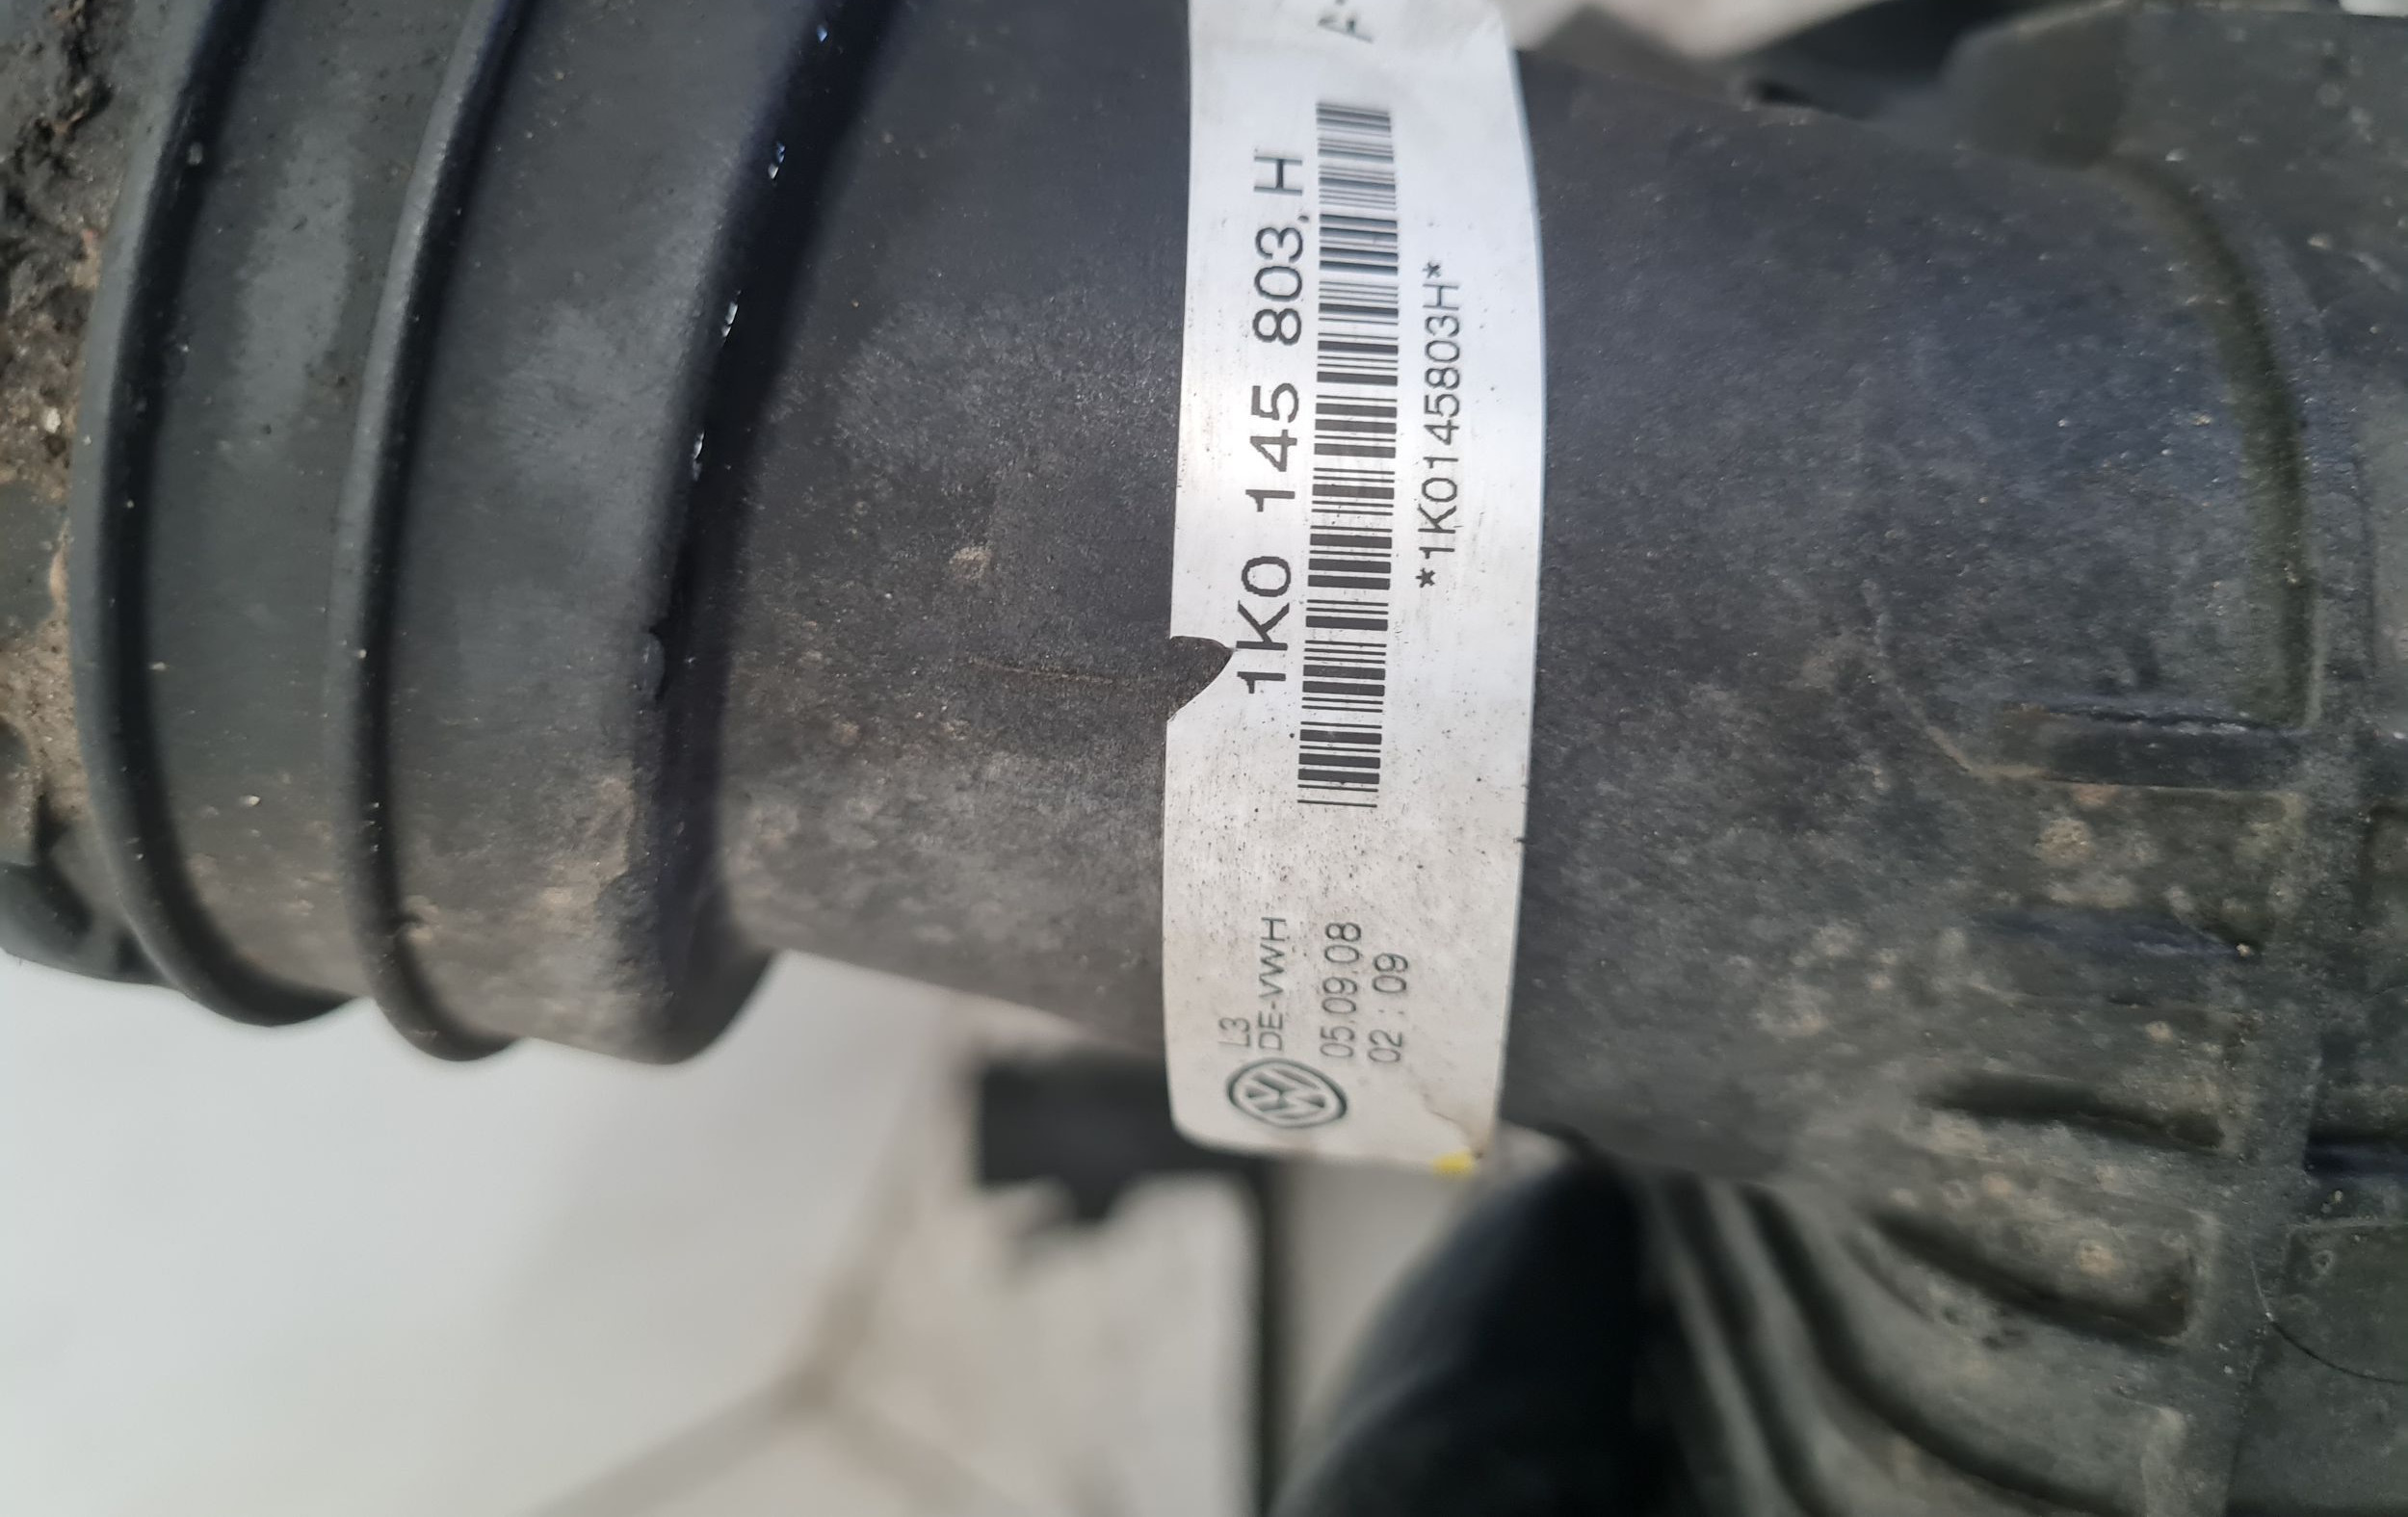 L3
DE-VWH
05.09.08
02:09
1K0 145 803 H
*1K0145803H*